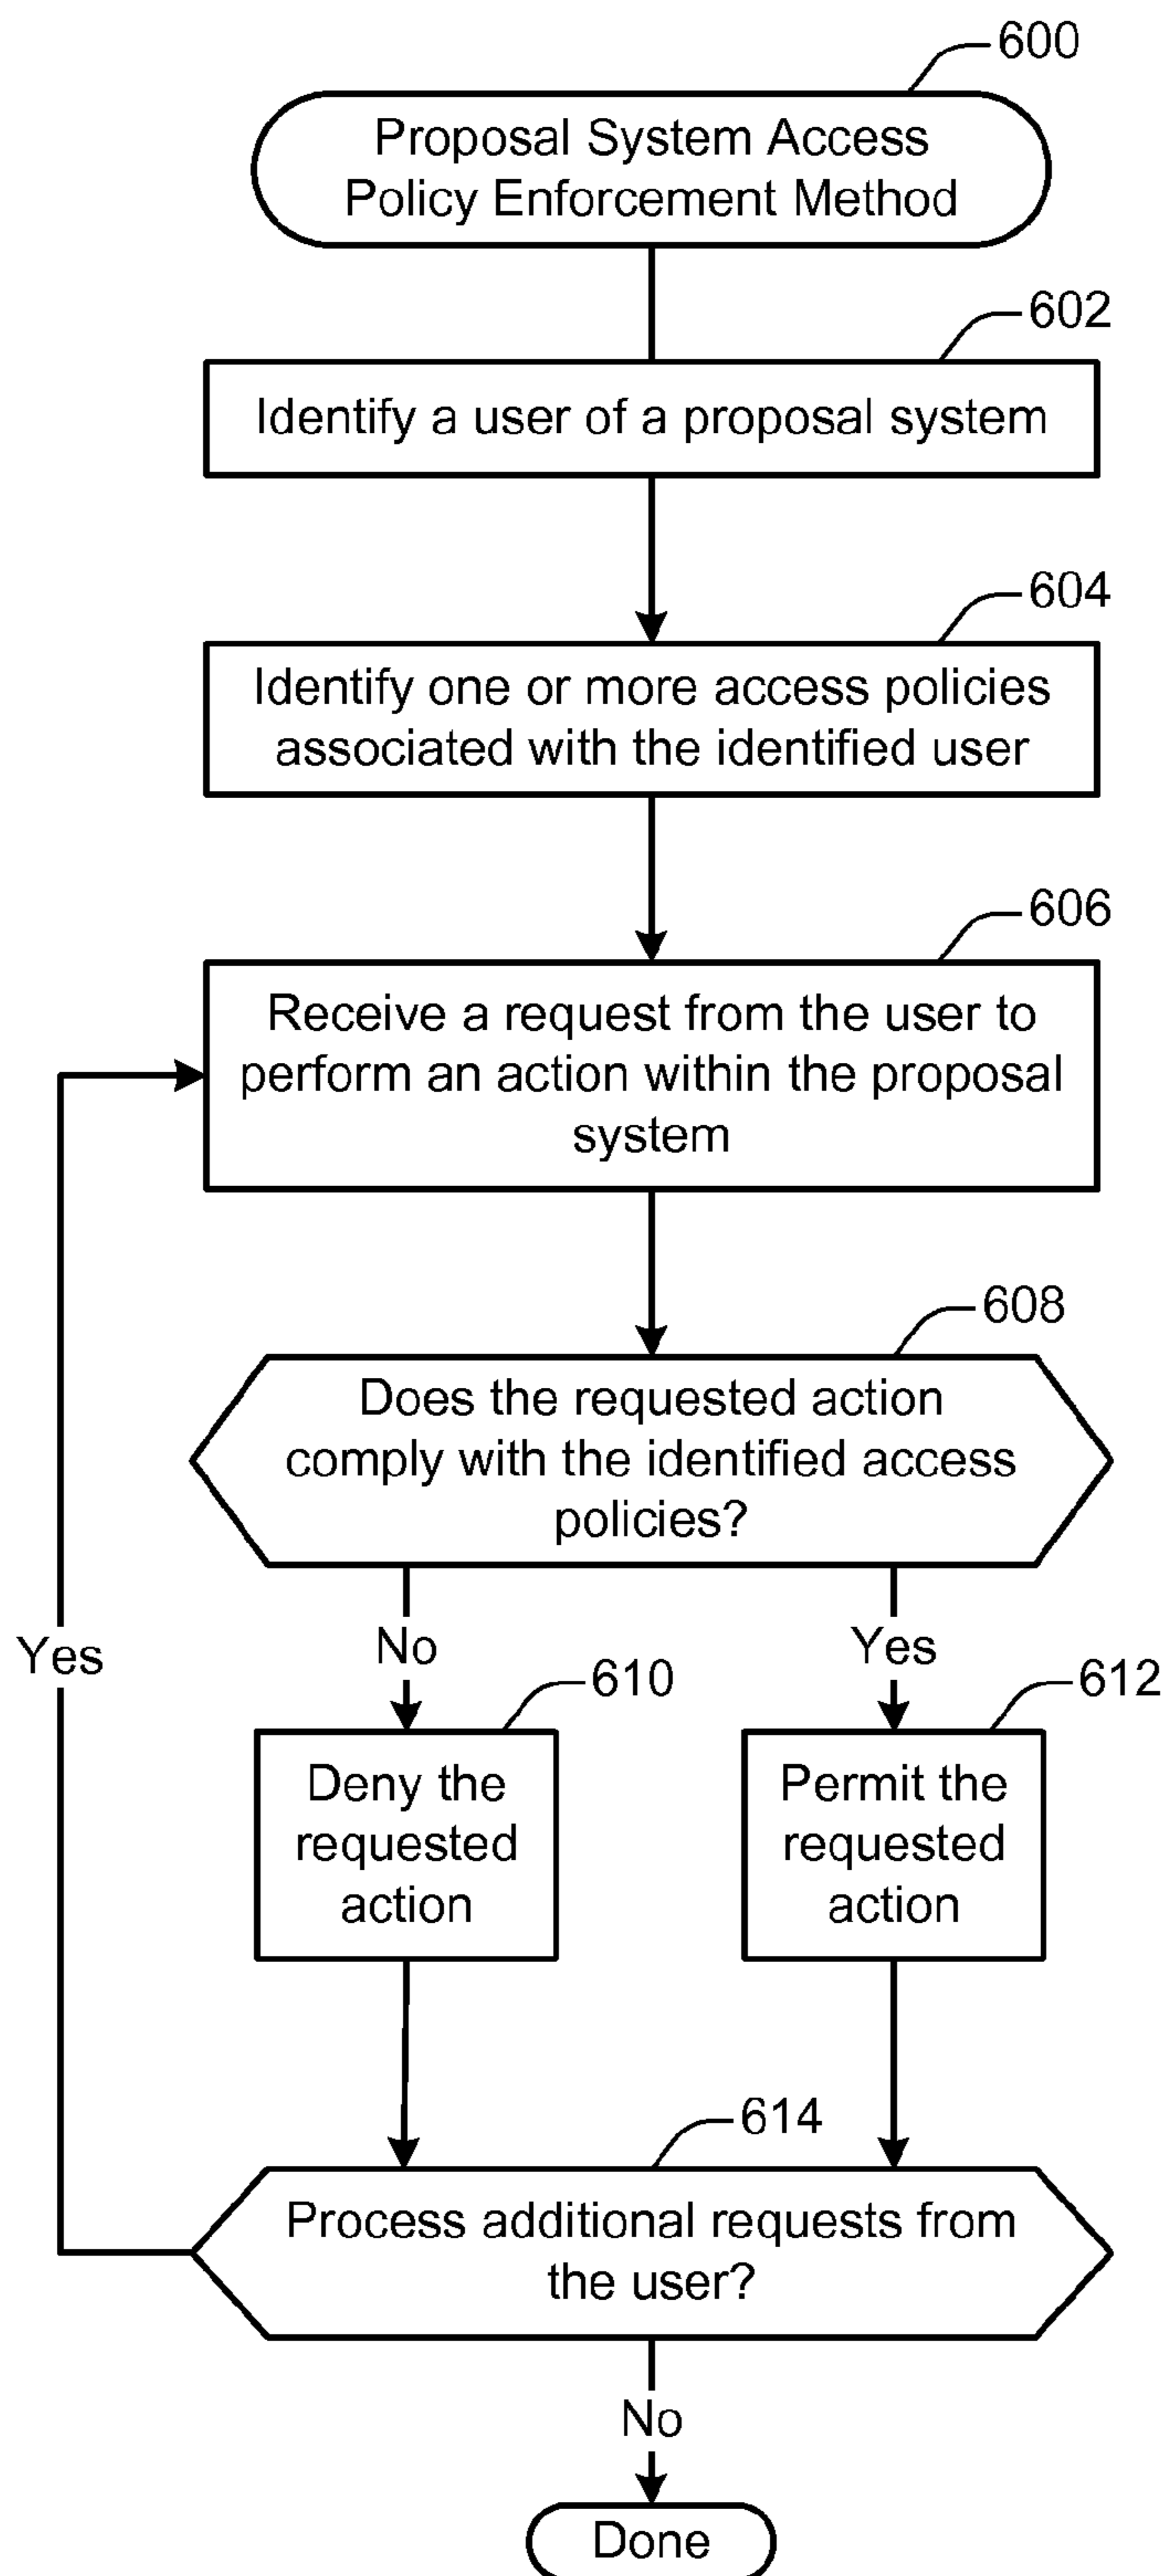 600
Proposal System Access
Policy Enforcement Method
602
Identify a user of a proposal system
604
Identify one or more access policies
associated with the identified user
606
Receive a request from the user to
perform an action within the proposal
system
608
Does the requested action
comply with the identified access
policies?
Yes
No
Yes
610
612
Deny the
requested
action
Permit the
requested
action
614
Process additional requests from
the user?
No
Done